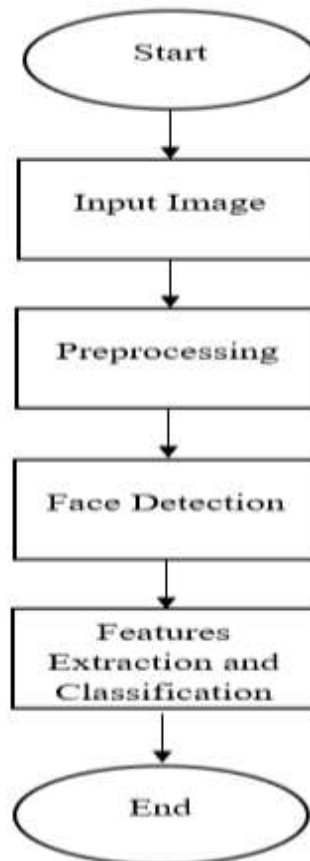 Start
Input Image
Preprocessing
Face Detection
Features
Extraction and
Classification
End